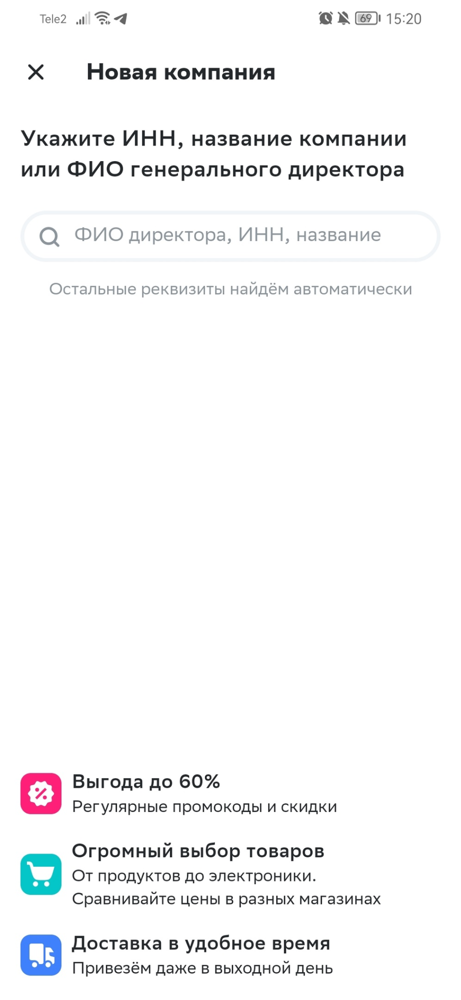 Tele2 69 15:20
Новая компания
Укажите ИНН, название компании
или ФИО генерального директора
ФИО директора, ИНН, название
Остальные реквизиты найдём автоматически
Выгода до 60%
Регулярные промокоды и скидки
Огромный выбор товаров
От продуктов до электроники.
Сравнивайте цены в разных магазинах
Доставка в удобное время
Привезём даже в выходной день